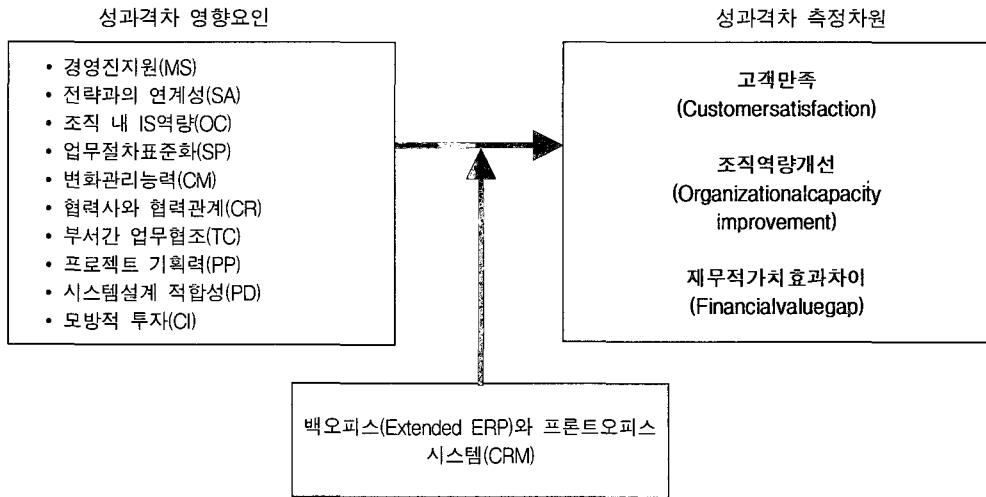 성과격차 영향요인
• 경영진지원(MS)
• 전략과의 연계성(SA)
• 조직 내 IS역량(OC)
• 업무절차표준화(SP)
• 변화관리능력(CM)
• 협력사와 협력관계(CR)
• 부서간 업무협조(TC)
• 프로젝트 기획력(PP)
• 시스템설계 적합성(PD)
• 모방적 투자(CI)
성과격차 측정차원
고객만족
(Customersatisfaction)
조직역량개선
(Organizationalcapacity
improvement)
재무적가치효과차이
(Financialvaluegap)
백오피스(Extended ERP)와 프론트오피스
시스템(CRM)